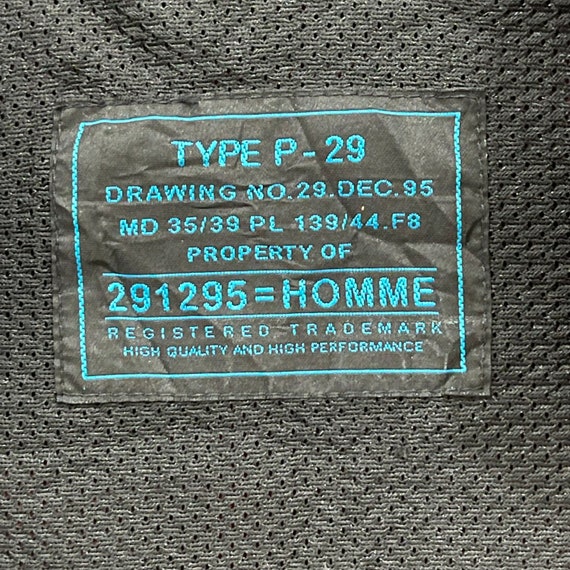 TYPE P-29
DRAWING NO.29.DEC.95
MD 35/39 PL 139/44.F8
PROPERTY OF
291295=HOMME
REGISTERED TRADEMARK
HIGH QUALITY AND HIGH PERFORMANCE